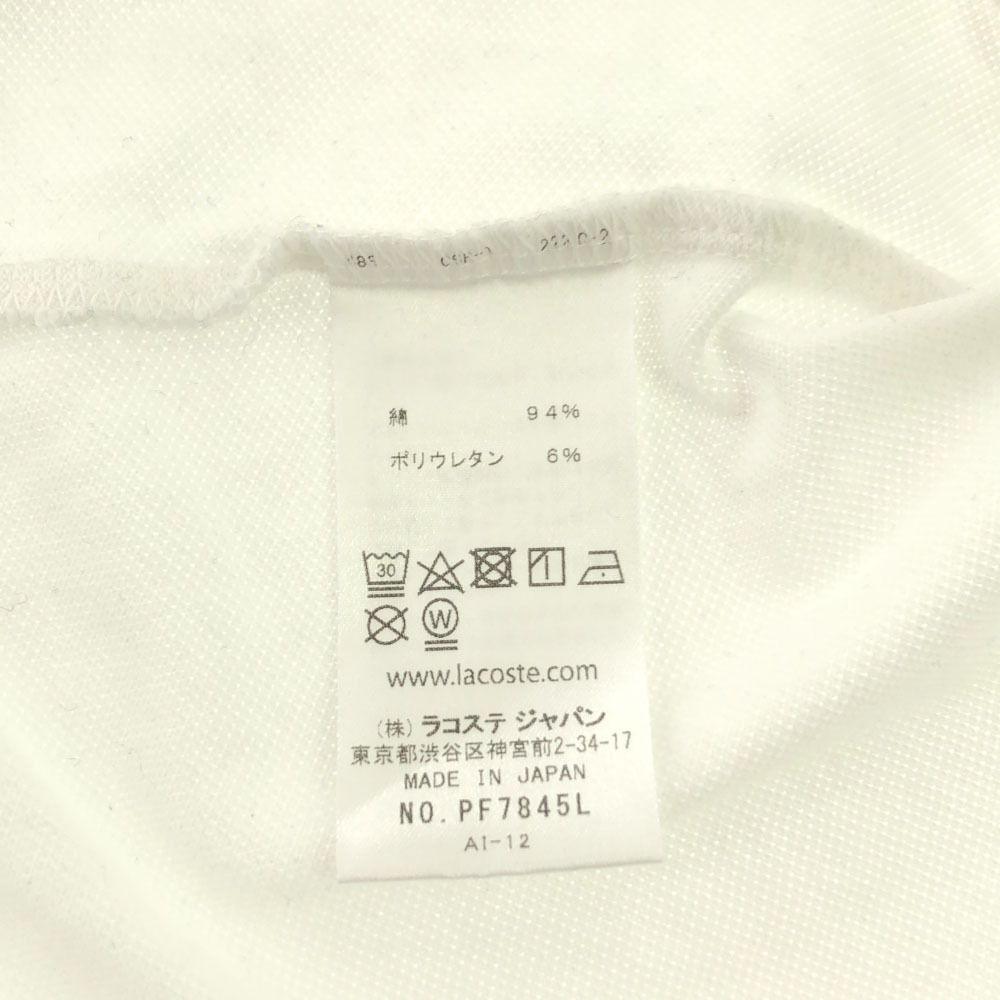 綿 94%
ポリウレタン 6%
30
W
www.lacoste.com
(株) ラコステ ジャパン
東京都渋谷区神宮前2-34-17
MADE IN JAPAN
NO. PF7845L
AI-12